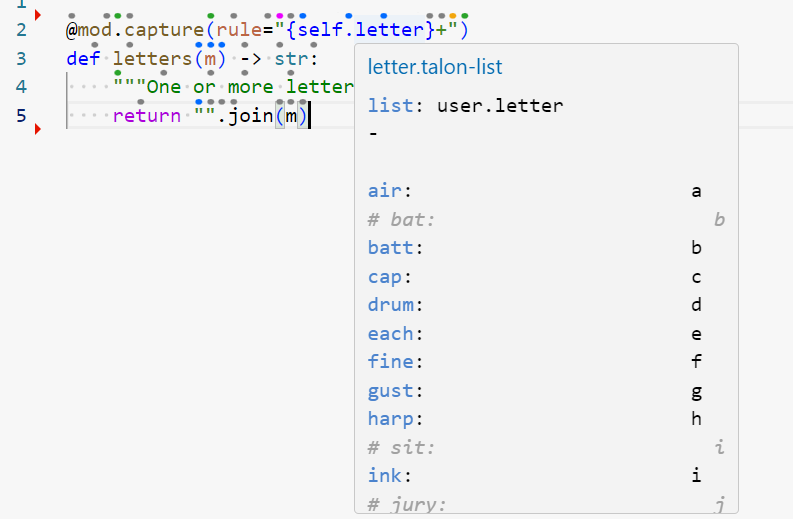 1
2 @mod.capture(rule="{self.letter}+")
3 def letters(m) -> str:
4 """One or more letter
5 return "".join(m)
letter.talon-list
list: user.letter
-
air: a
# bat: b
batt: b
cap: c
drum: d
each: e
fine: f
gust: g
harp: h
# sit: i
ink: i
# jury: j